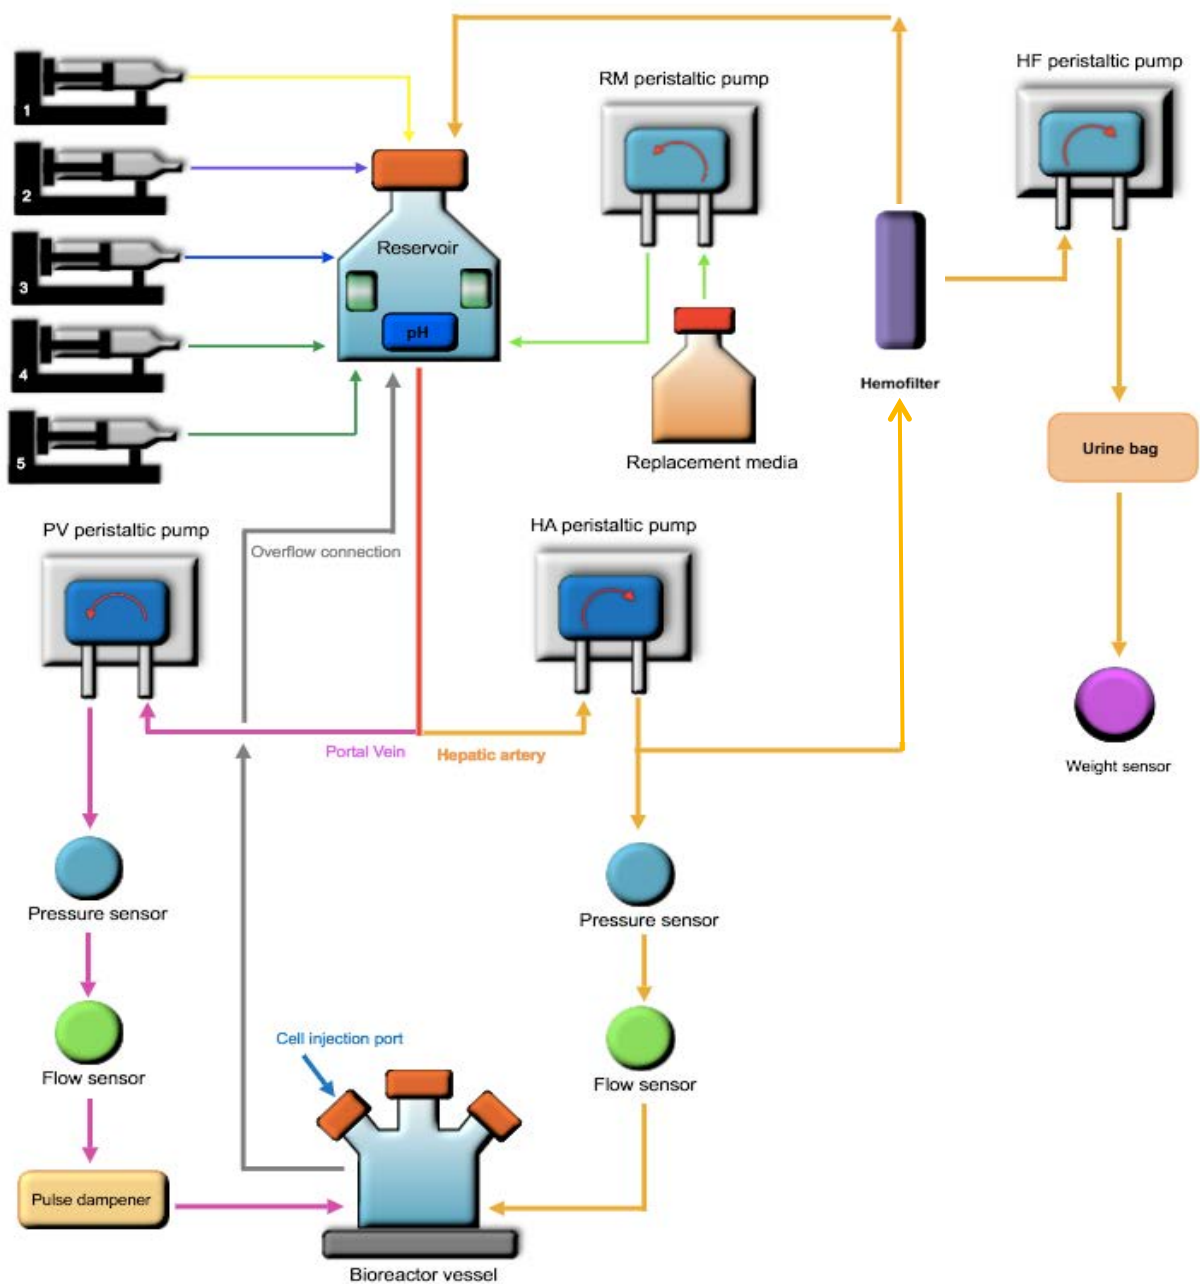 HF peristaltic pump
RM peristaltic pump
1
2
3
4
5
Reservoir
pH
Hemofilter
Replacement media
Urine bag
PV peristaltic pump
HA peristaltic pump
Overflow connection
Portal Vein
Hepatic artery
Weight sensor
Pressure sensor
Pressure sensor
Cell injection port
Flow sensor
Flow sensor
Pulse dampener
Bioreactor vessel